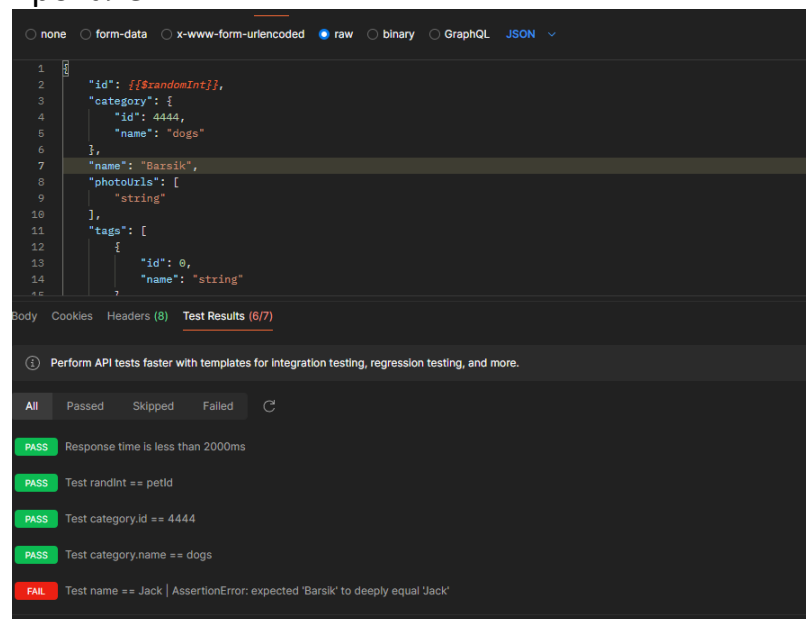 none form-data x-www-form-urlencoded raw binary GraphQL JSON
1 {
2 "id": {{$randomInt}},
3 "category": {
4 "id": 4444,
5 "name": "dogs"
6 },
7 "name": "Barsik",
8 "photoUrls": [
9 "string"
10 ],
11 "tags": [
12 {
13 "id": 0,
14 "name": "string"
Body Cookies Headers (8) Test Results (6/7)
Perform API tests faster with templates for integration testing, regression testing, and more.
All Passed Skipped Failed
PASS Response time is less than 2000ms
PASS Test randInt == petId
PASS Test category.id == 4444
PASS Test category.name == dogs
FAIL Test name == Jack | AssertionError: expected 'Barsik' to deeply equal 'Jack'